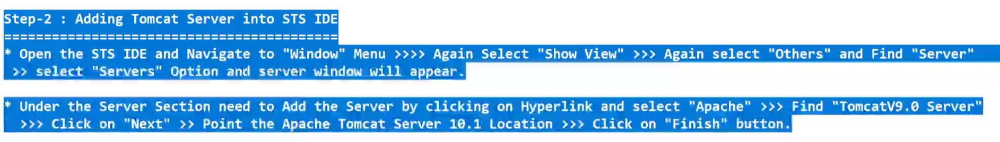 Step-2 : Adding Tomcat Server into STS IDE
==========================================
* Open the STS IDE and Navigate to "Window" Menu >>>> Again Select "Show View" >>> Again select "Others" and Find "Server"
>> select "Servers" Option and server window will appear.
* Under the Server Section need to Add the Server by clicking on Hyperlink and select "Apache" >>> Find "TomcatV9.0 Server"
>>> Click on "Next" >> Point the Apache Tomcat Server 10.1 Location >>> Click on "Finish" button.